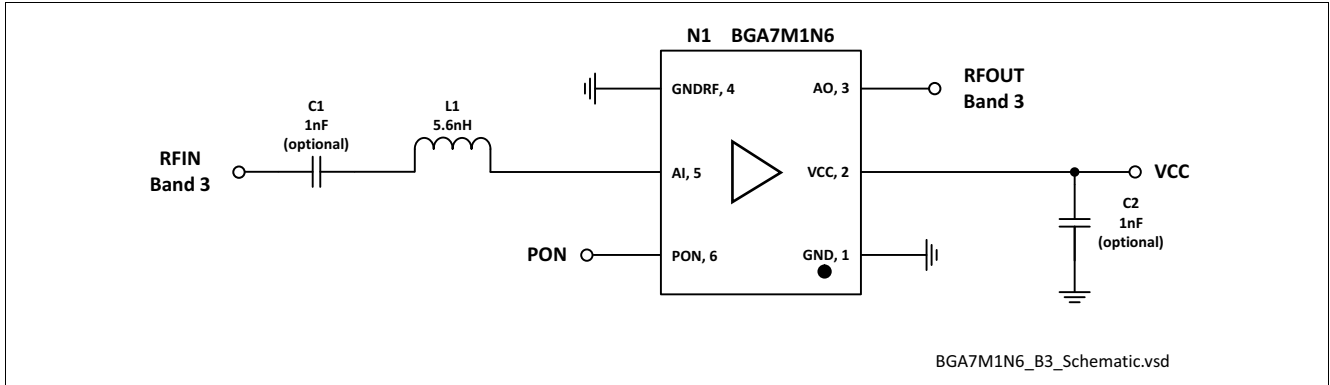 N1 BGA7M1N6
GNDRF, 4
AO, 3
RFOUT
Band 3
C1
1nF
(optional)
L1
5.6nH
RFIN
Band 3
AI, 5
VCC, 2
VCC
C2
1nF
(optional)
PON
PON, 6
GND, 1
BGA7M1N6_B3_Schematic.vsd